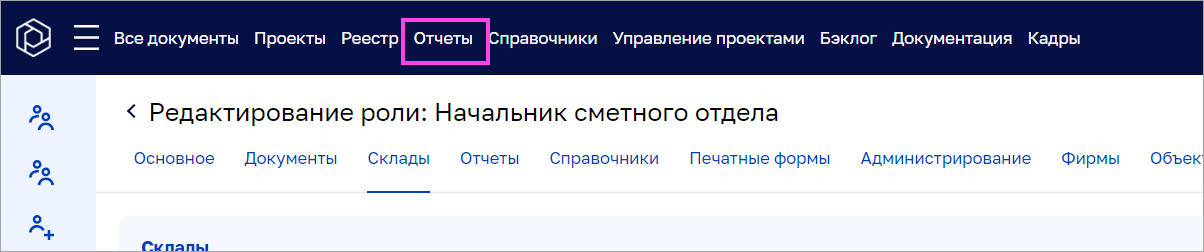 Все документы Проекты Реестр Отчеты Справочники Управление проектами Бэклог Документация Кадры
Редактирование роли: Начальник сметного отдела
Основное Документы Склады Отчеты Справочники Печатные формы Администрирование Фирмы Объек
Склады